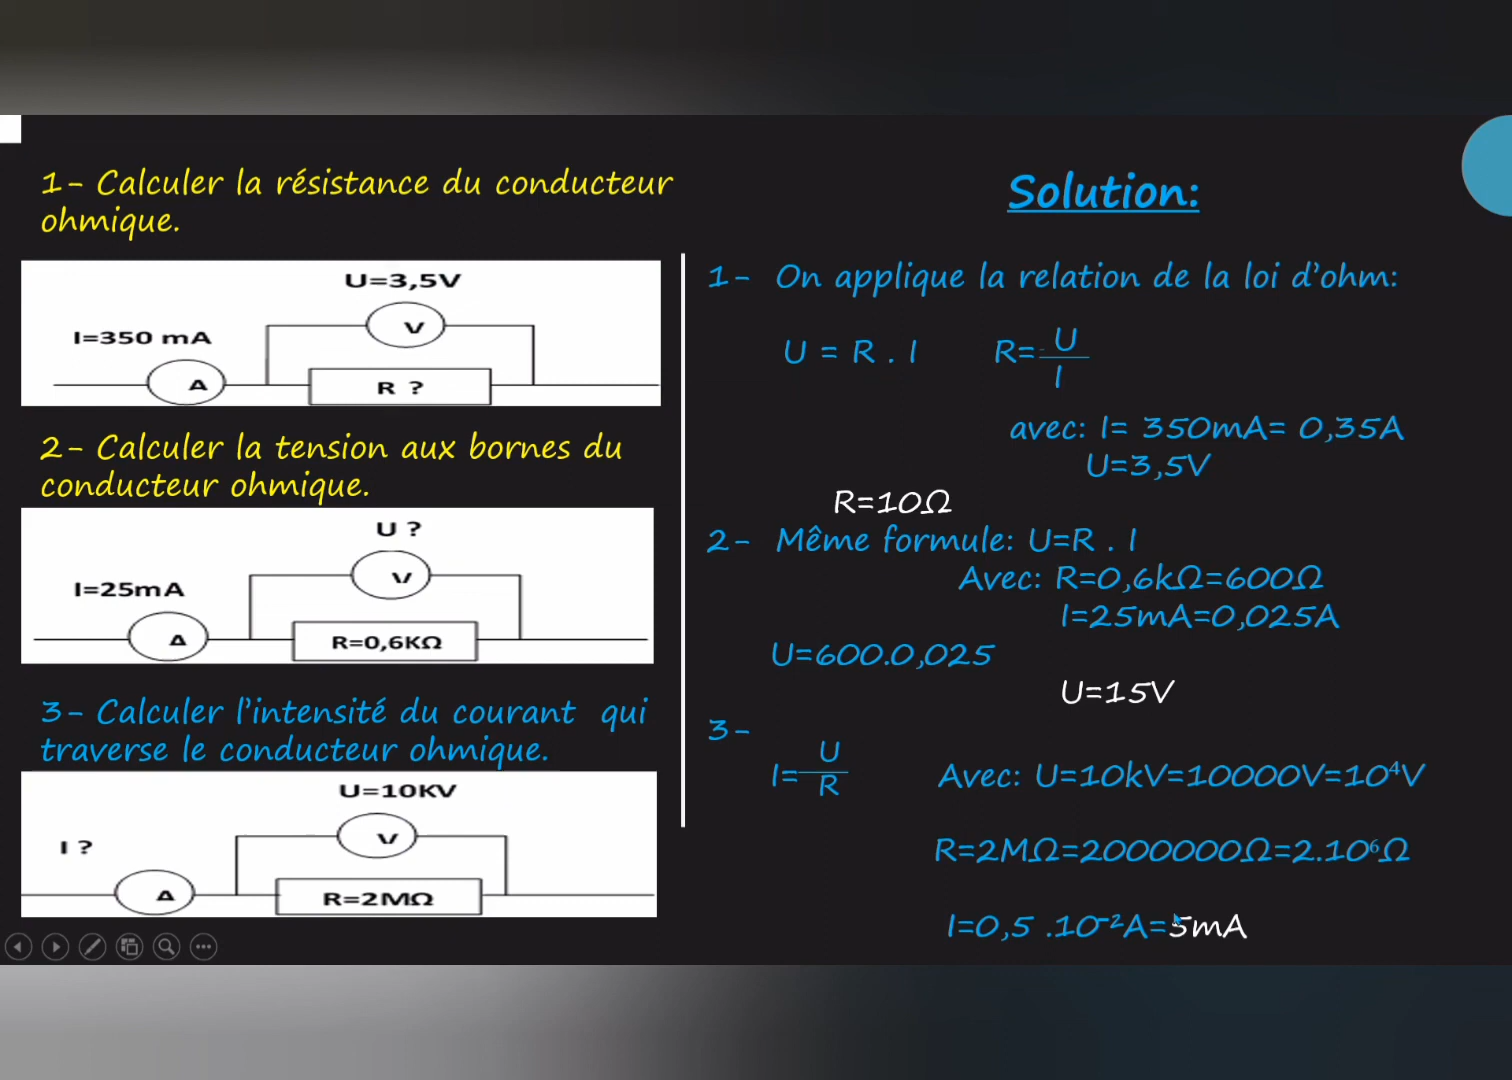 1- Calculer la résistance du conducteur
ohmique.
U=3,5V
V
I=350 mA
A
R ?
2- Calculer la tension aux bornes du
conducteur ohmique.
U ?
V
I=25mA
A
R=0,6KΩ
3- Calculer l'intensité du courant qui
traverse le conducteur ohmique.
U=10KV
V
I ?
A
R=2MΩ
Solution:
1- On applique la relation de la loi d'ohm:
U = R . I R= U
I
avec: I= 350mA= 0,35A
U=3,5V
R=10Ω
2- Même formule: U=R . I
Avec: R=0,6kΩ=600Ω
I=25mA=0,025A
U=600.0,025
U=15V
3-
I= U
R
Avec: U=10kV=10000V=10⁴V
R=2MΩ=2000000Ω=2.10⁶Ω
I=0,5 .10⁻²A=5mA